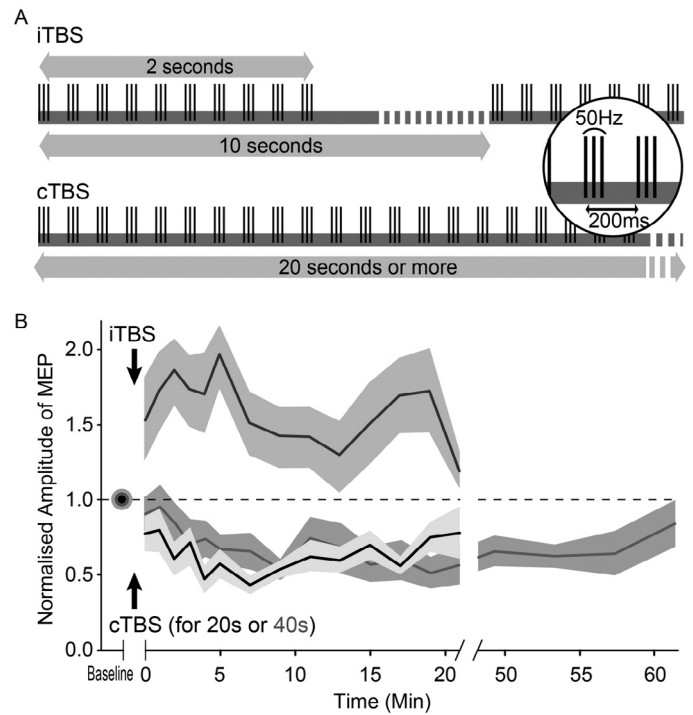 A
iTBS
2 seconds
10 seconds
50Hz
200ms
cTBS
20 seconds or more
B
iTBS
2.0
1.5
1.0
0.5
0.0
Normalised Amplitude of MEP
cTBS (for 20s or 40s)
Baseline 0 5 10 15 20 50 55 60
Time (Min)